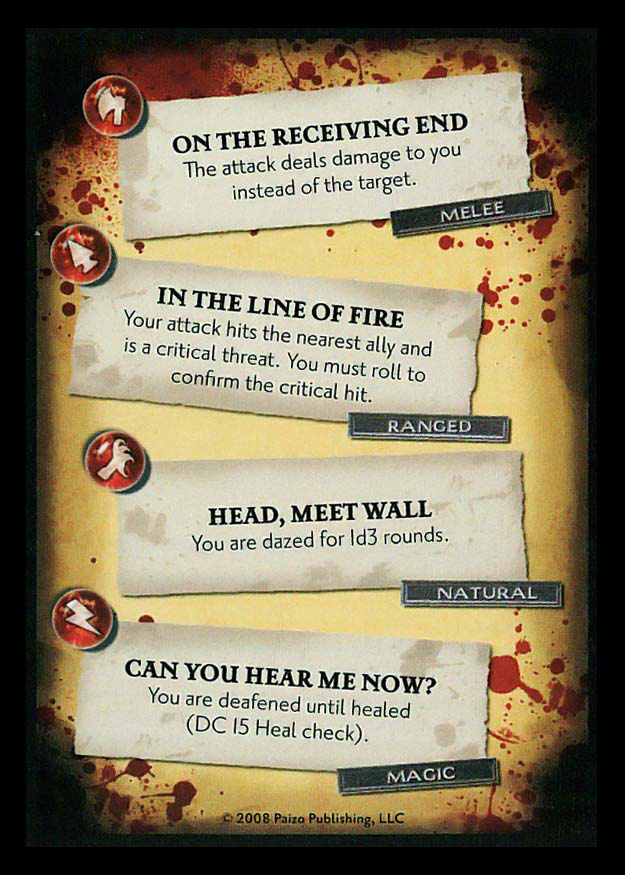 ON THE RECEIVING END
The attack deals damage to you
instead of the target.
MELEE
IN THE LINE OF FIRE
Your attack hits the nearest ally and
is a critical threat. You must roll to
confirm the critical hit.
RANGED
HEAD, MEET WALL
You are dazed for 1d3 rounds.
NATURAL
CAN YOU HEAR ME NOW?
You are deafened until healed
(DC 15 Heal check).
MAGIC
© 2008 Paizo Publishing, LLC